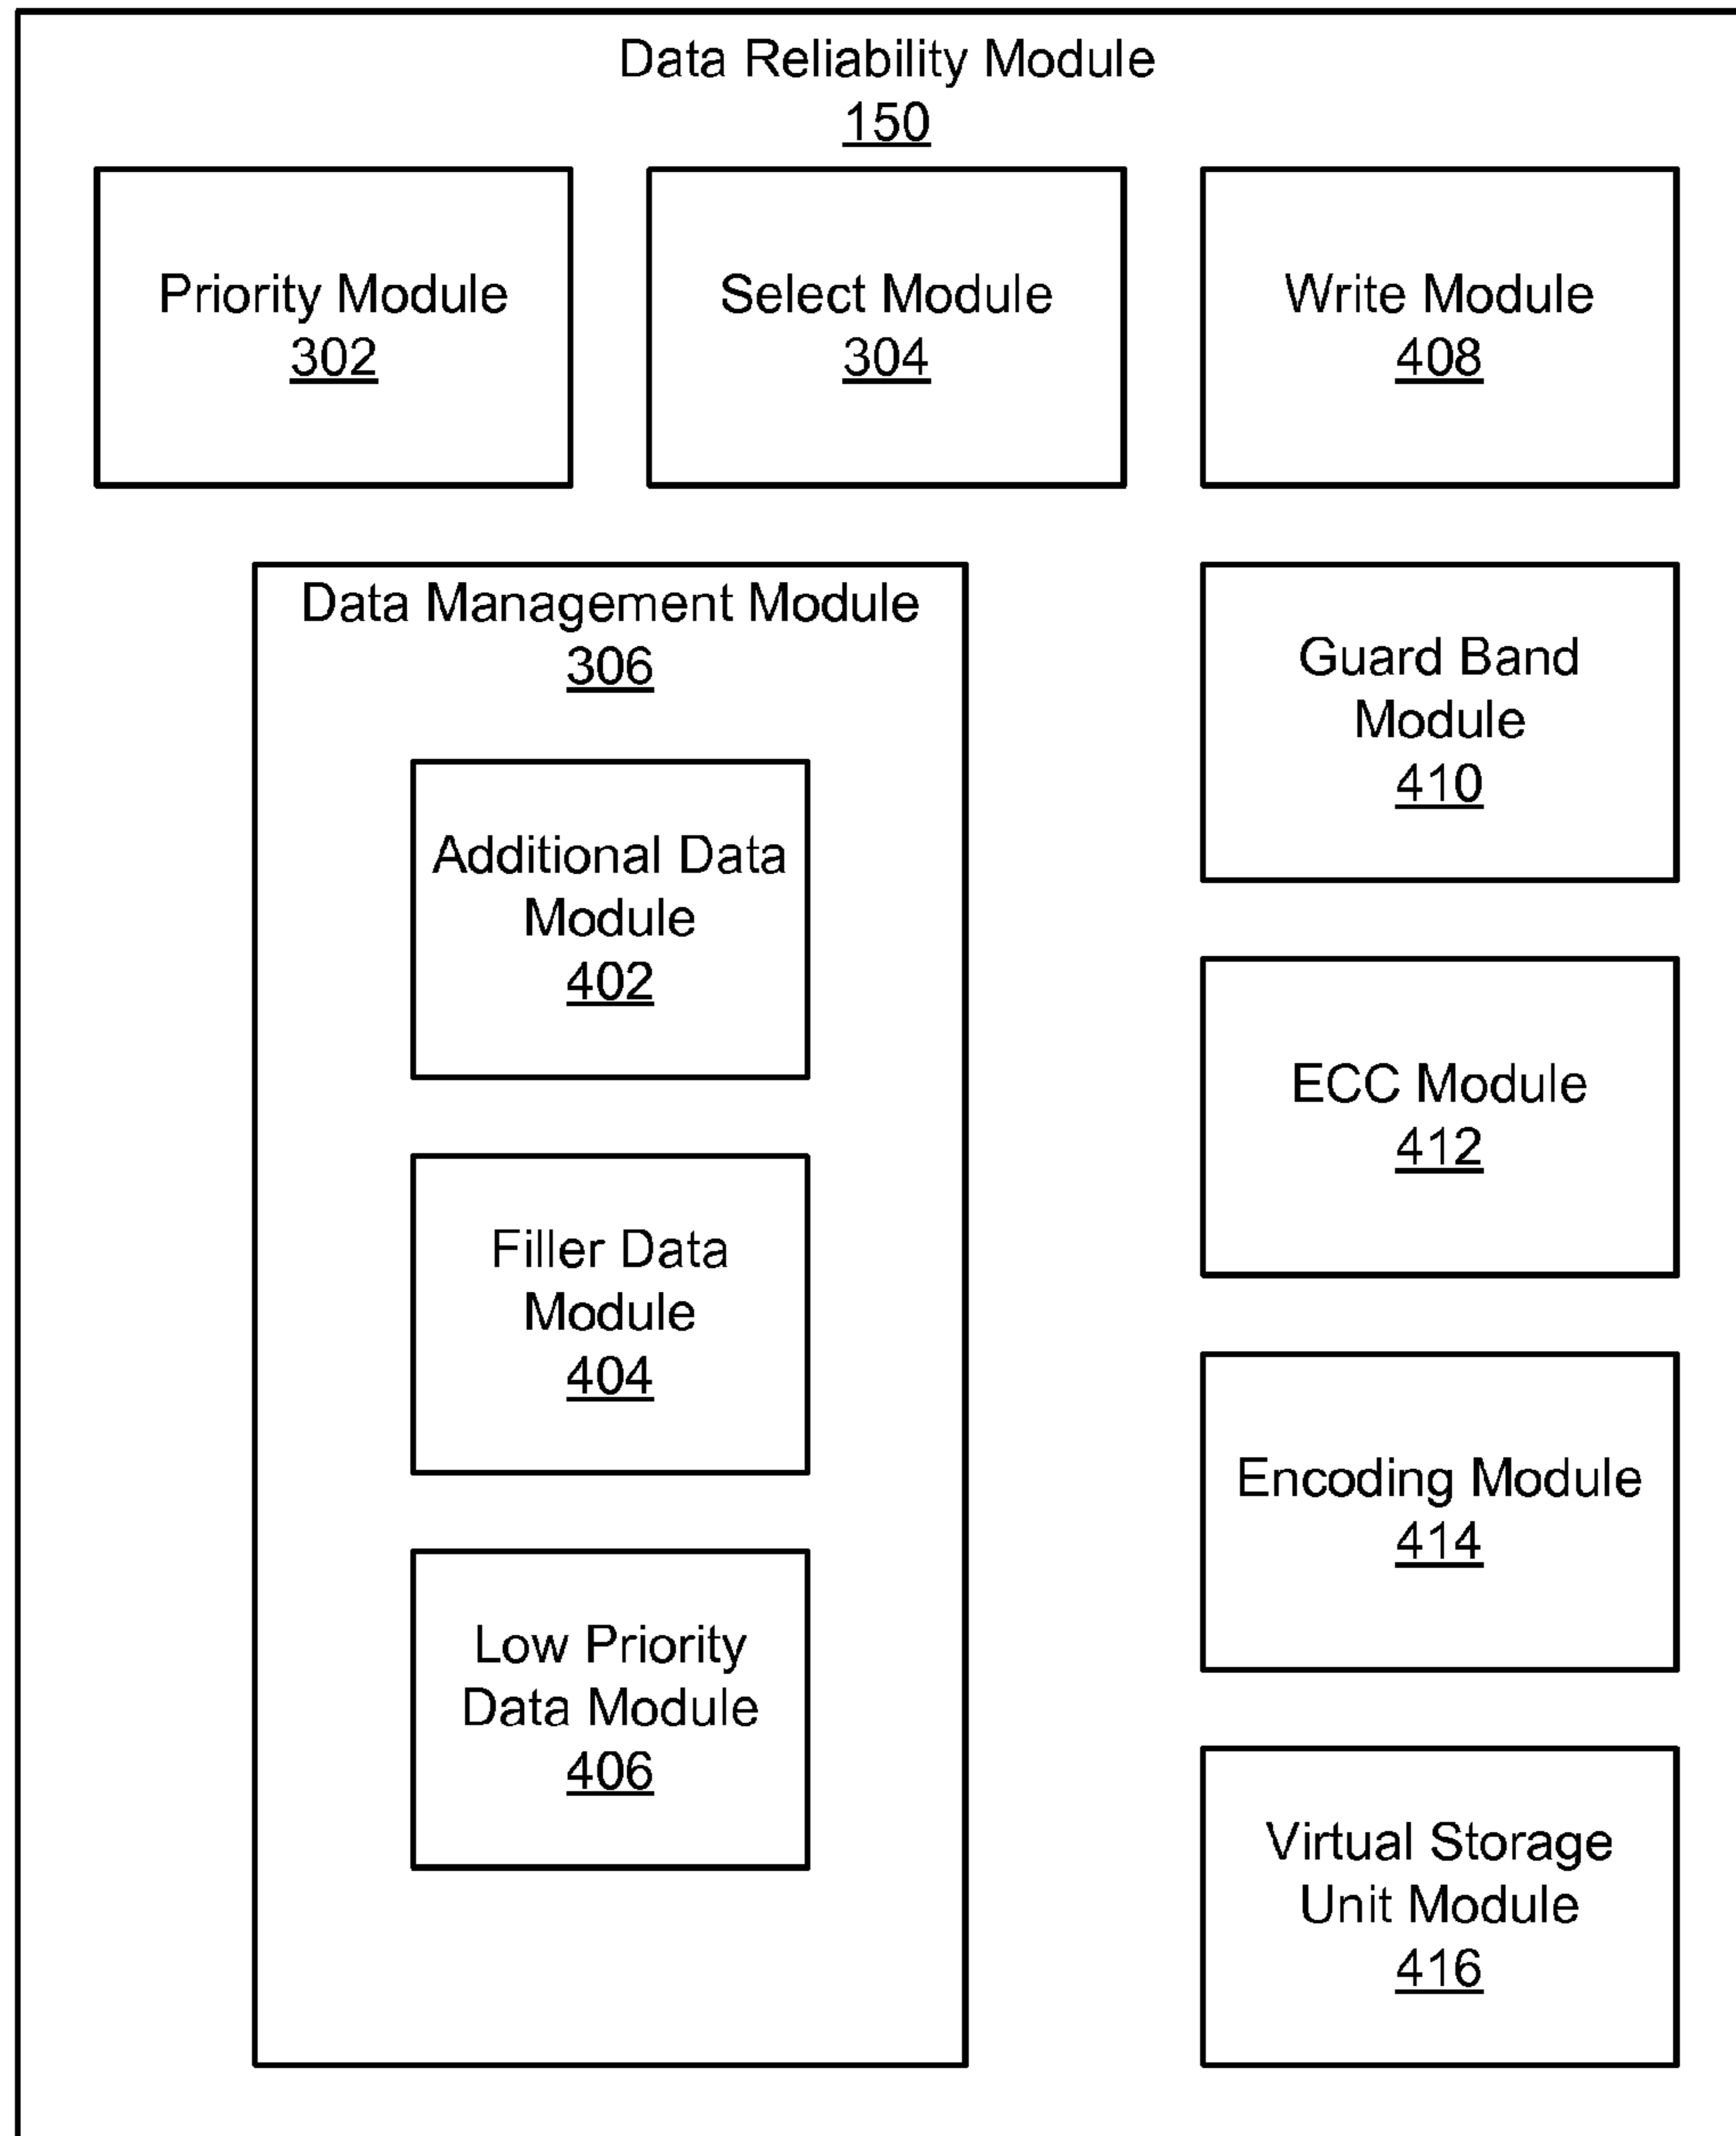 Data Reliability Module
150
Priority Module
302
Select Module
304
Write Module
408
Data Management Module
306
Additional Data
Module
402
Filler Data
Module
404
Low Priority
Data Module
406
Guard Band
Module
410
ECC Module
412
Encoding Module
414
Virtual Storage
Unit Module
416